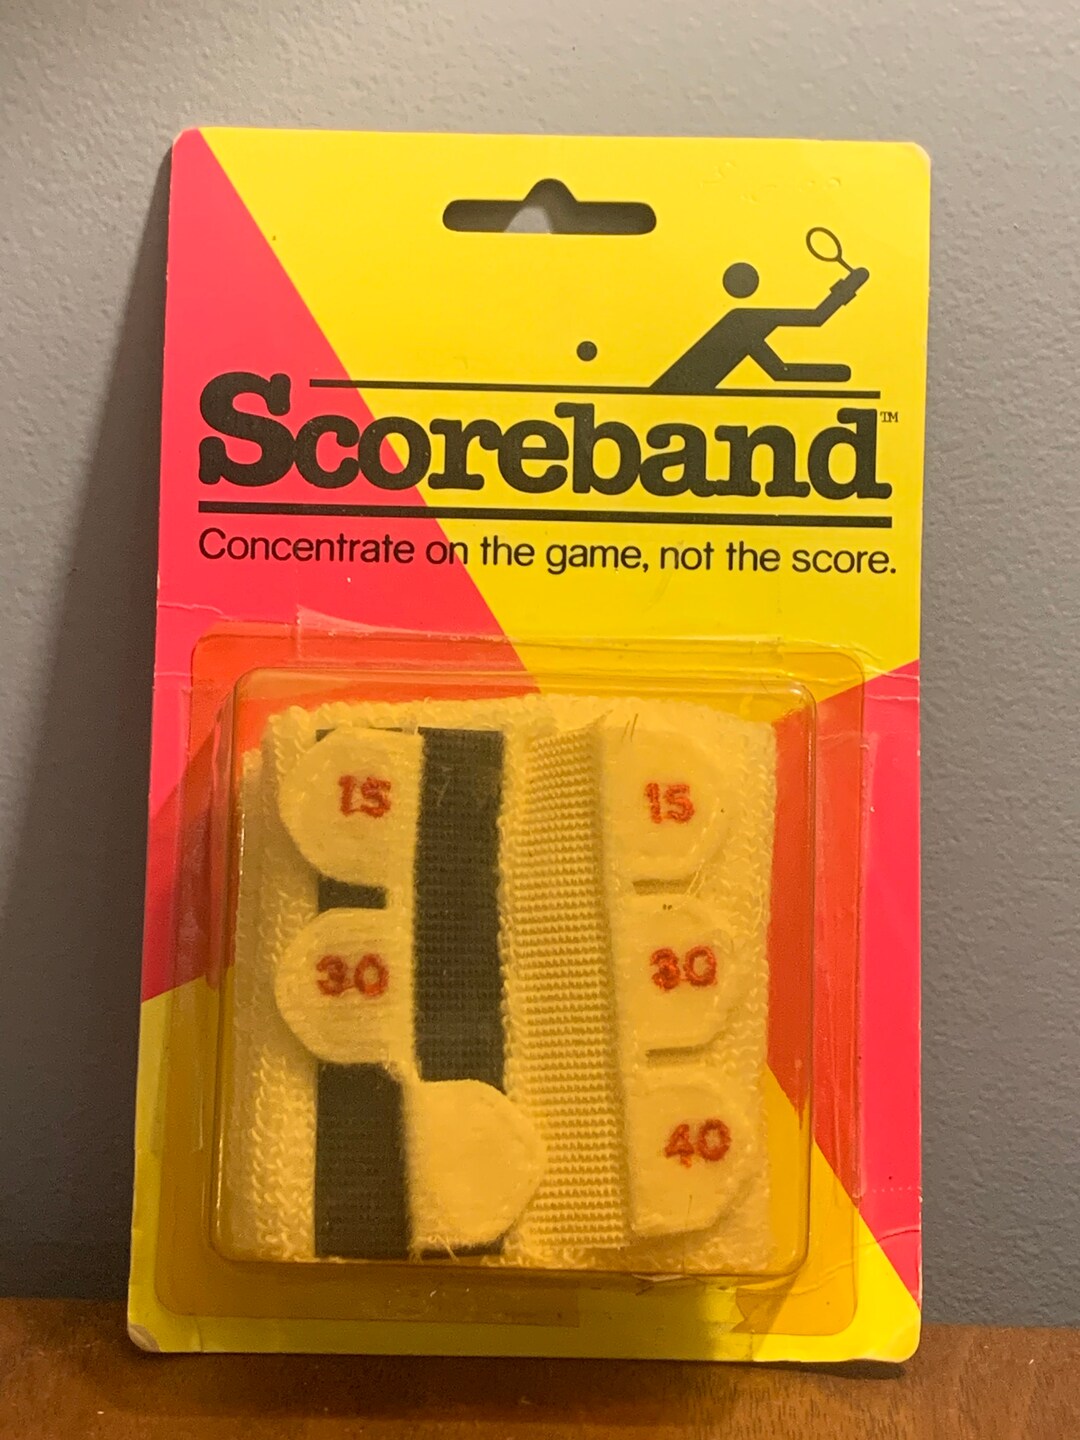 Scoreband™
Concentrate on the game, not the score.
15 15
30 30
40